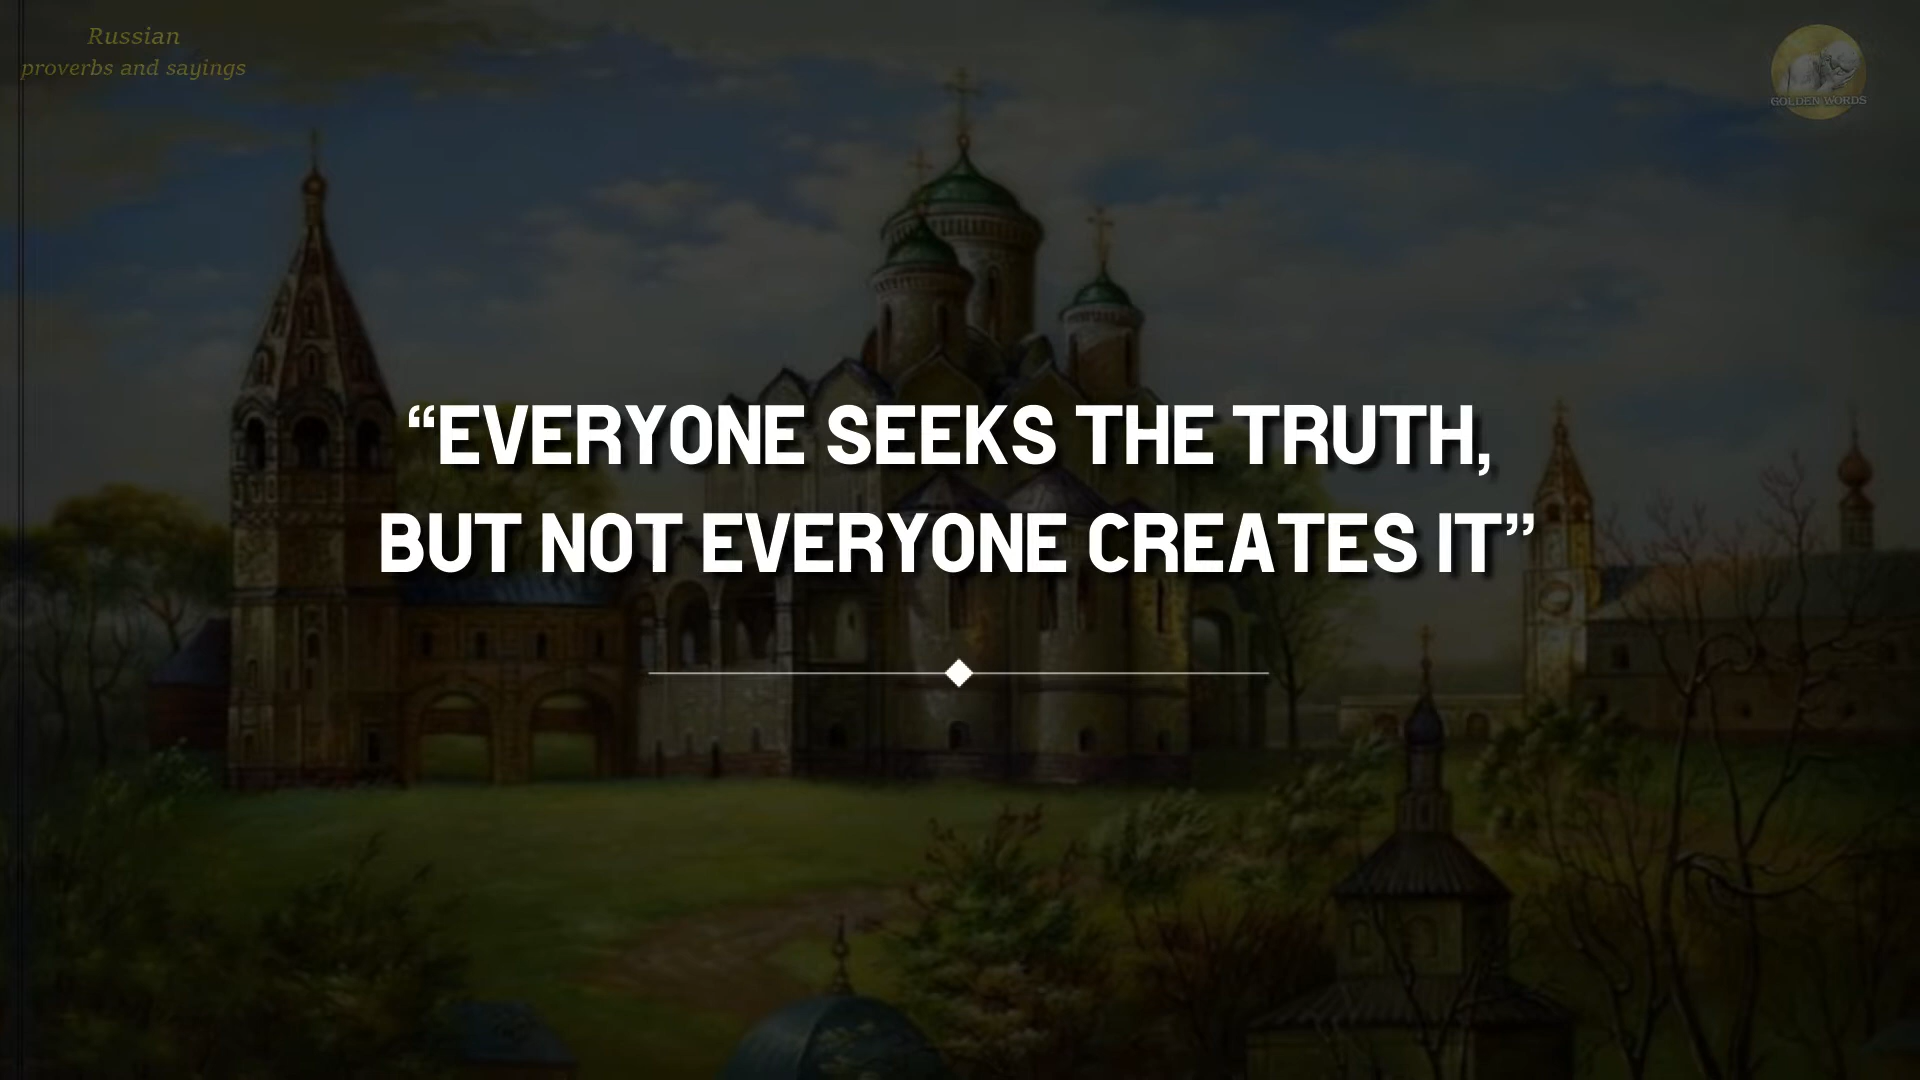 Russian
proverbs and sayings
GOLDEN WORDS
“EVERYONE SEEKS THE TRUTH,
BUT NOT EVERYONE CREATES IT”